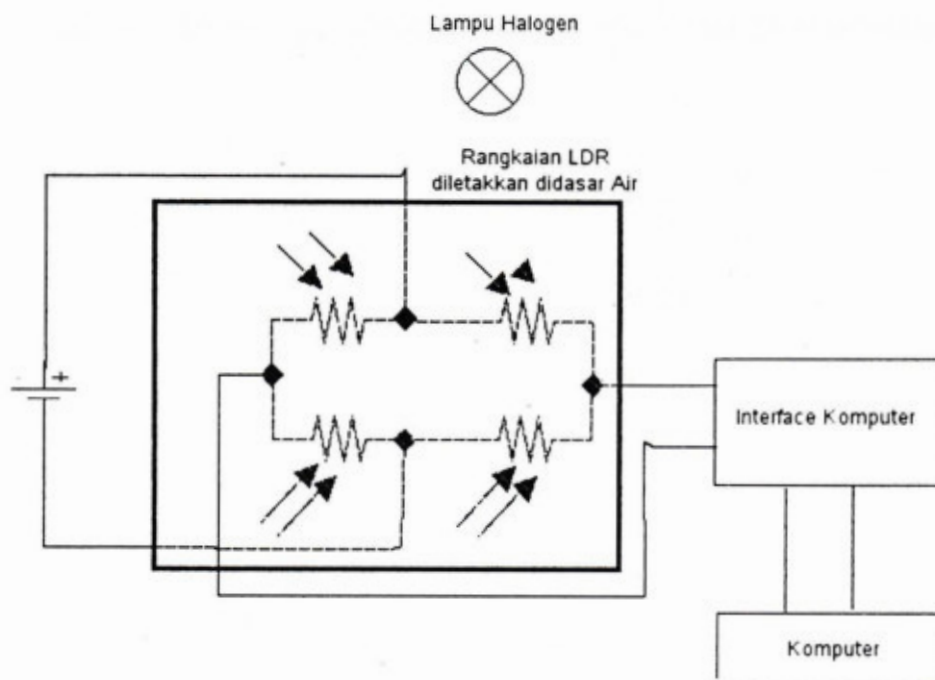 Lampu Halogen
Rangkaian LDR
diletakkan didasar Air
+
Interface Komputer
Komputer